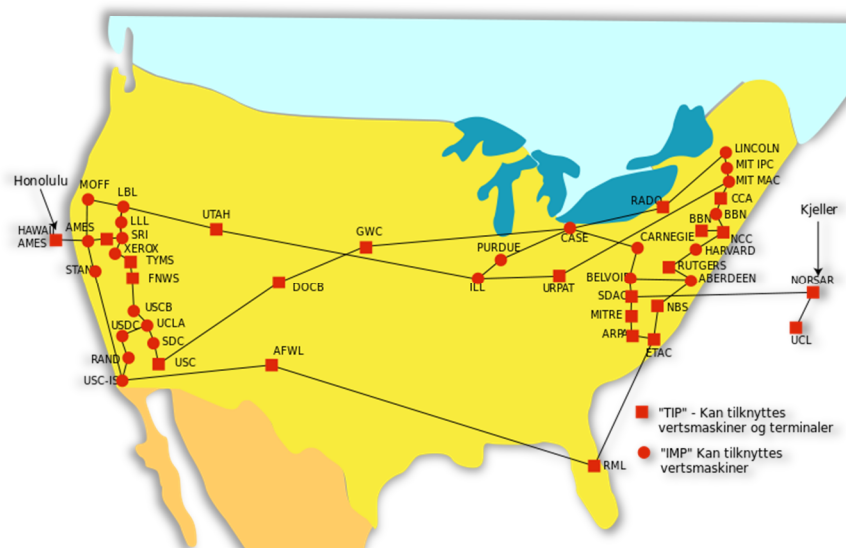 LINCOLN
MIT IPC
MIT MAC
Honolulu
MOFF
LBL
CCA
RADO
Kjeller
LLL
UTAH
BBN
BBN
HAWAII
AMES
AMES
SRI
GWC
CASE
CARNEGIE
NCC
XEROX
PURDUE
HARVARD
TYMS
STAN
RUTGERS
FNWS
DOCB
ILL
URPAT
BELVOIR
ABERDEEN
NORSAR
SDAC
USCB
NBS
MITRE
USDC
UCLA
ARPA
SDC
UCL
RAND
USC
AFWL
ETAC
USC-IS
"TIP" - Kan tilknyttes
vertsmaskiner og terminaler
"IMP" Kan tilknyttes
vertsmaskiner
RML